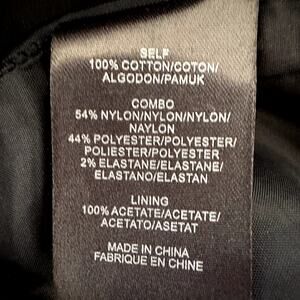 SELF
100% COTTON/COTON/
ALGODON/PAMUK
COMBO
54% NYLON/NYLON/NYLON/
NAYLON
44% POLYESTER/POLYESTER/
POLIESTER/POLYESTER
2% ELASTANE/ELASTANE/
ELASTANO/ELASTAN
LINING
100% ACETATE/ACETATE/
ACETATO/ASETAT
MADE IN CHINA
FABRIQUE EN CHINE